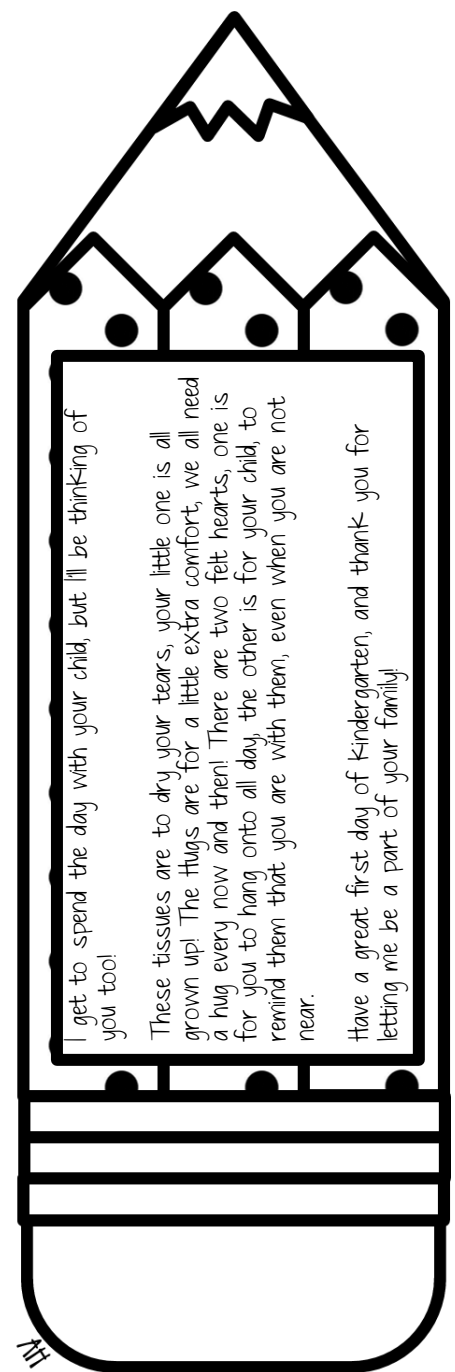 I get to spend the day with your child, but I'll be thinking of
you too!
These tissues are to dry your tears, your little one is all
grown up! The Hugs are for a little extra comfort, we all need
a hug every now and then! There are two felt hearts, one is
for you to hang onto all day, the other is for your child, to
remind them that you are with them, even when you are not
near.
Have a great first day of Kindergarten, and thank you for
letting me be a part of your family!
AH